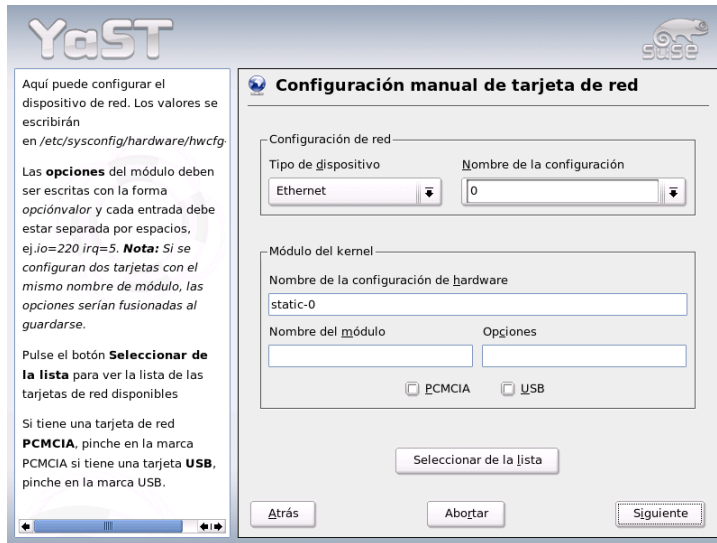 YaST
SUSE
Aquí puede configurar el
dispositivo de red. Los valores se
escribirán
en /etc/sysconfig/hardware/hwcfg-
Las opciones del módulo deben
ser escritas con la forma
opciónvalor y cada entrada debe
estar separada por espacios,
ej.io=220 irq=5. Nota: Si se
configuran dos tarjetas con el
mismo nombre de módulo, las
opciones serían fusionadas al
guardarse.
Pulse el botón Seleccionar de
la lista para ver la lista de las
tarjetas de red disponibles
Si tiene una tarjeta de red
PCMCIA, pinche en la marca
PCMCIA si tiene una tarjeta USB,
pinche en la marca USB.
Configuración manual de tarjeta de red
Configuración de red
Tipo de dispositivo
Nombre de la configuración
Ethernet
0
Módulo del kernel
Nombre de la configuración de hardware
static-0
Nombre del módulo
Opciones
PCMCIA
USB
Seleccionar de la lista
Atrás
Abortar
Siguiente